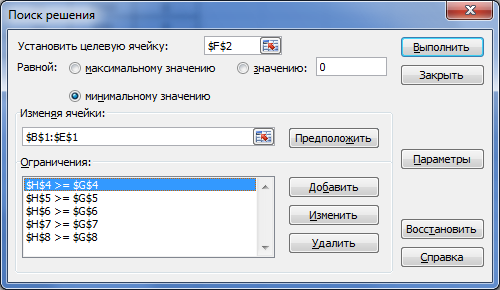 Поиск решения
Установить целевую ячейку: $F$2 Выполнить
Равной: максимальному значению значению: 0 Закрыть
минимальному значению
Изменяя ячейки:
$B$1:$E$1 Предположить
Ограничения: Параметры
$H$4 >= $G$4 Добавить
$H$5 >= $G$5
$H$6 >= $G$6 Изменить
$H$7 >= $G$7 Восстановить
$H$8 >= $G$8 Удалить
Справка